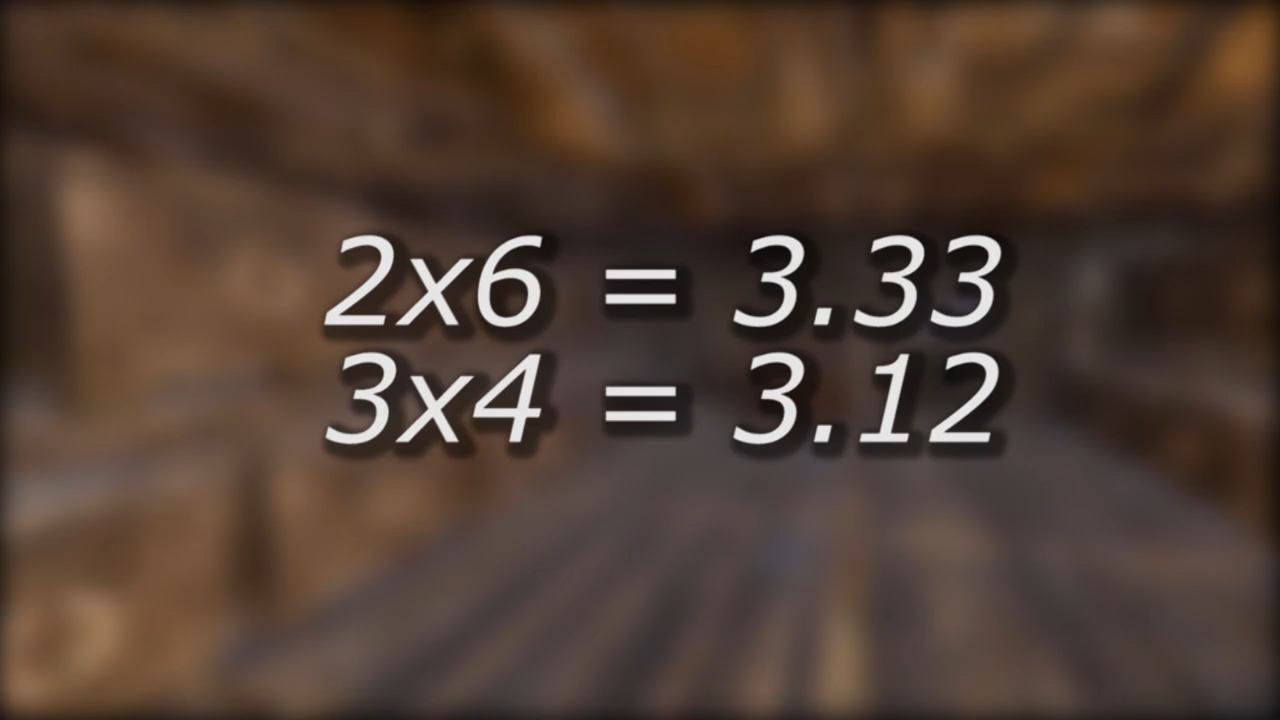 2x6 = 3.33
3x4 = 3.12